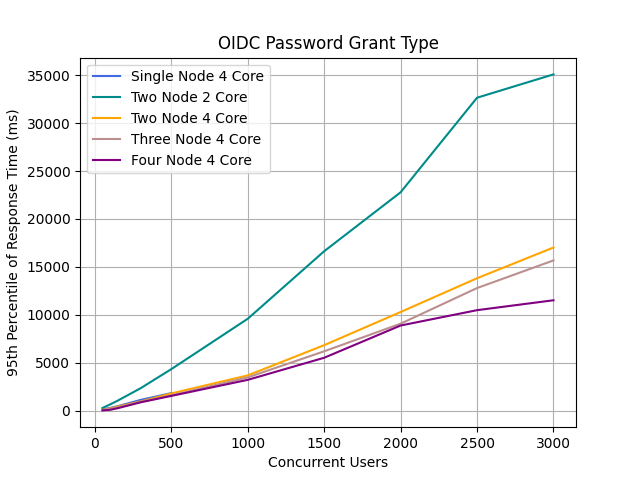 OIDC Password Grant Type
Single Node 4 Core
Two Node 2 Core
Two Node 4 Core
Three Node 4 Core
Four Node 4 Core
95th Percentile of Response Time (ms)
35000
30000
25000
20000
15000
10000
5000
0
0 500 1000 1500 2000 2500 3000
Concurrent Users